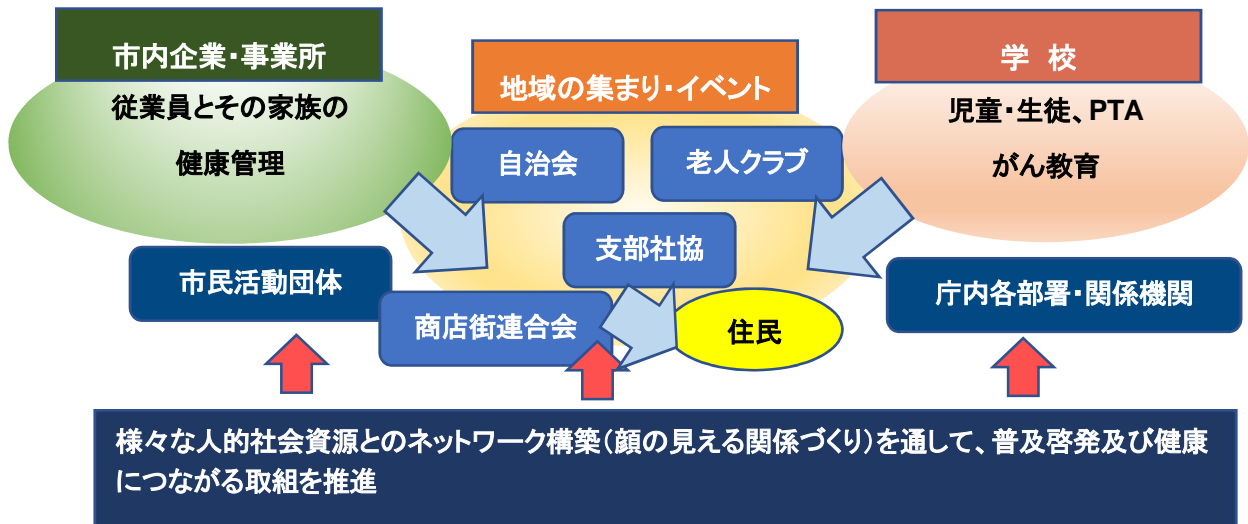 市内企業・事業所
従業員とその家族の
健康管理
地域の集まり・イベント
学 校
児童・生徒、PTA
がん教育
自治会
老人クラブ
支部社協
市民活動団体
商店街連合会
住民
庁内各部署・関係機関
様々な人的社会資源とのネットワーク構築（顔の見える関係づくり）を通して、普及啓発及び健康
につながる取組を推進